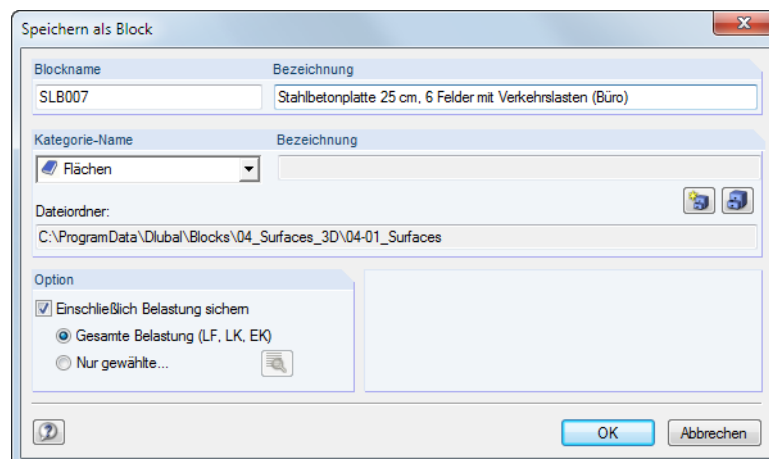 Speichern als Block
Blockname
Bezeichnung
SLB007
Stahlbetonplatte 25 cm, 6 Felder mit Verkehrslasten (Büro)
Kategorie-Name
Bezeichnung
Flächen
Dateiordner:
C:\ProgramData\Dlubal\Blocks\04_Surfaces_3D\04-01_Surfaces
Option
Einschließlich Belastung sichern
Gesamte Belastung (LF, LK, EK)
Nur gewählte...
OK
Abbrechen